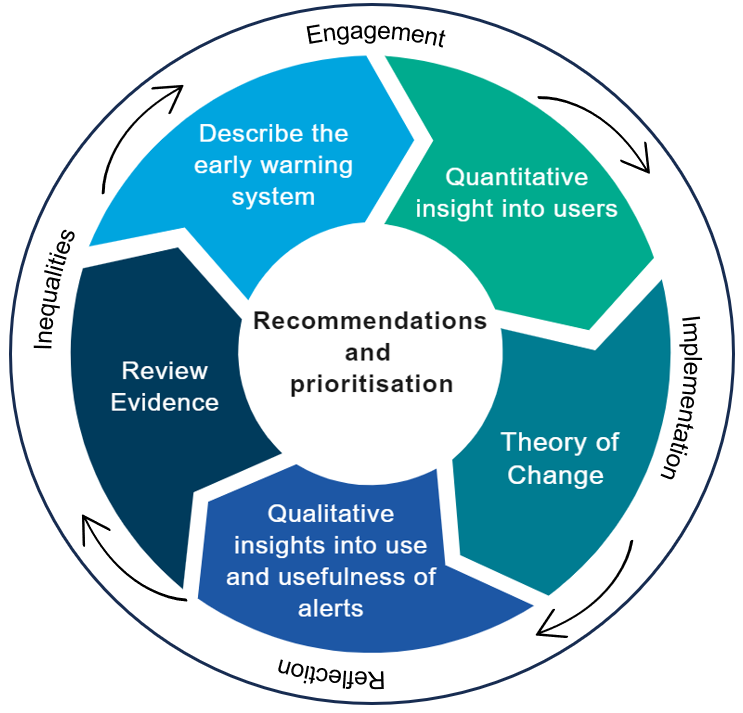 Engagement
Describe the
early warning
system
Quantitative
insight into users
Inequalities
Recommendations
and
prioritisation
Implementation
Review
Evidence
Theory of
Change
Qualitative
insights into use
and usefulness of
alerts
Reflection